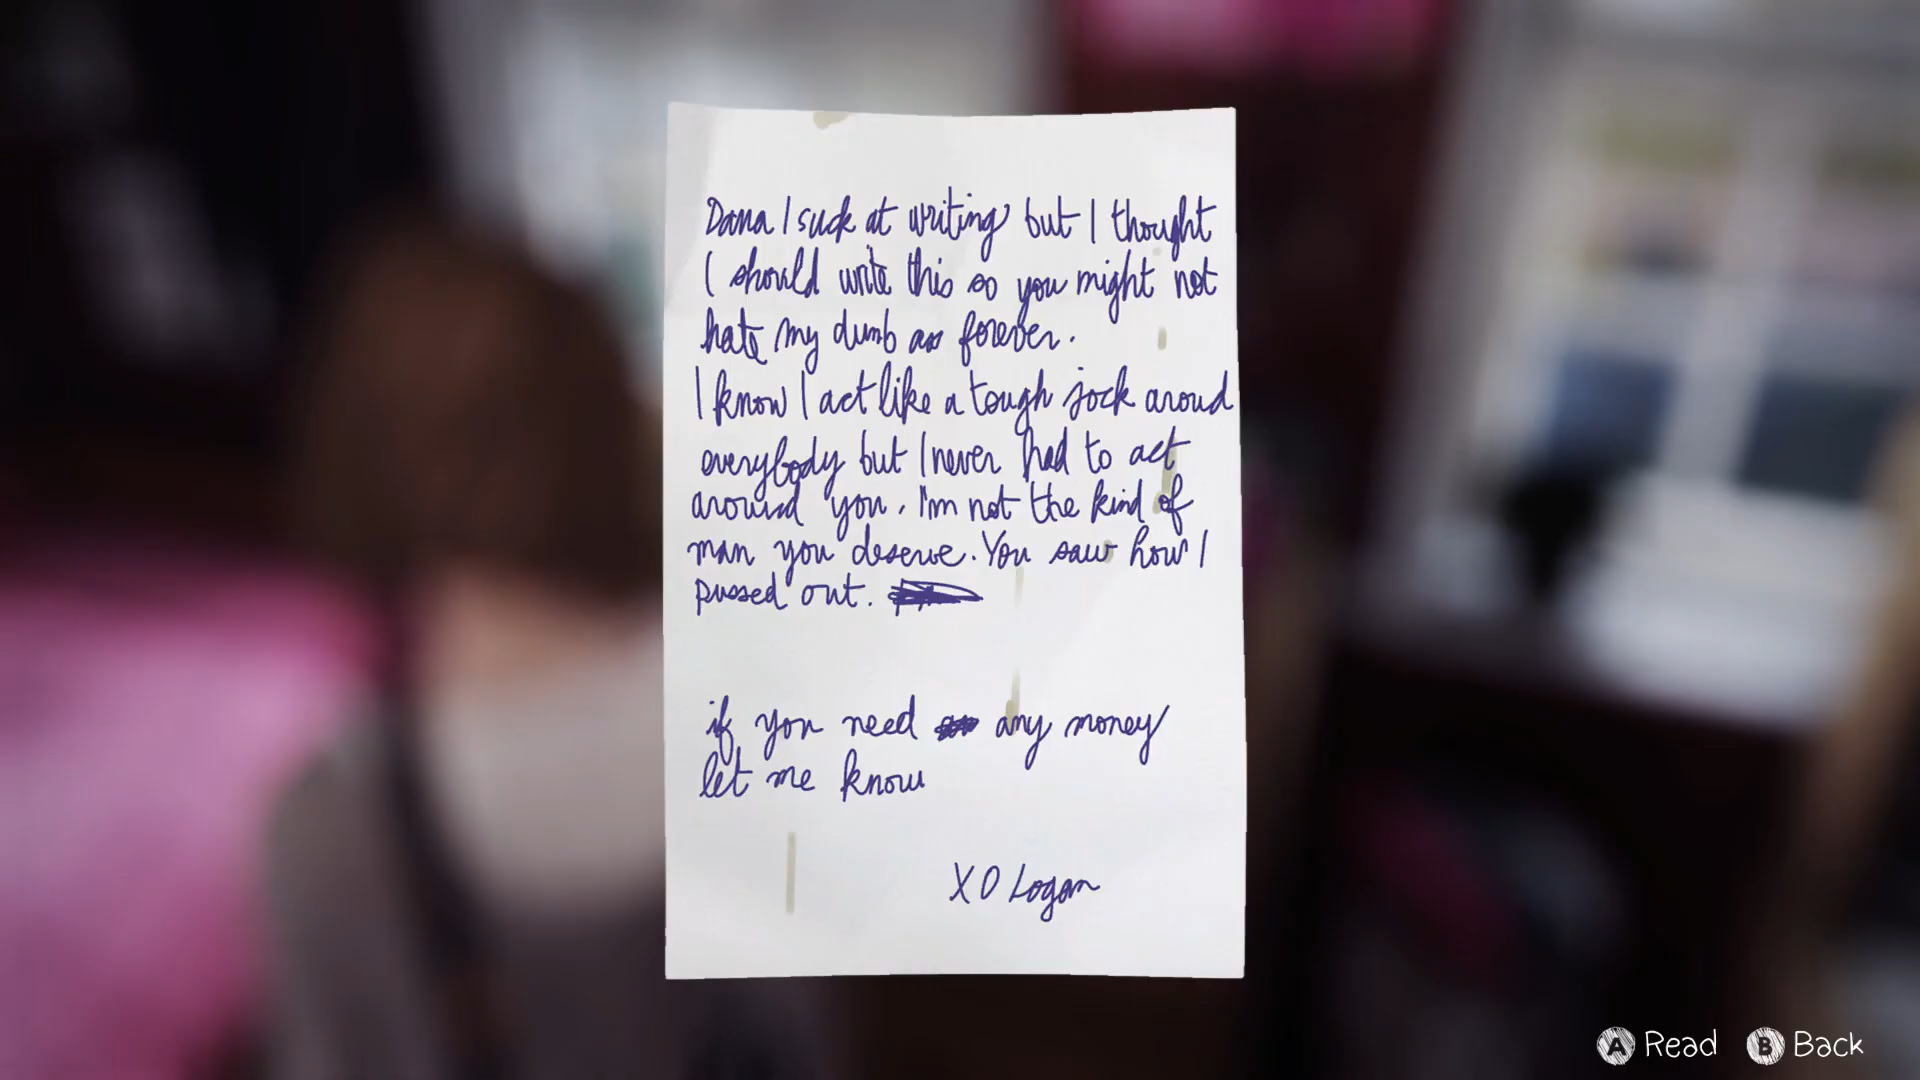 Dana I suck at writing but I thought
I should write this so you might not
hate my dumb ass forever.
I know I act like a tough jock aroud
everybody but I never had to act
around you. I'm not the kind of
man you deserve. You saw how I
pussed out.
if you need any money
let me know
XO Logan
A Read B Back